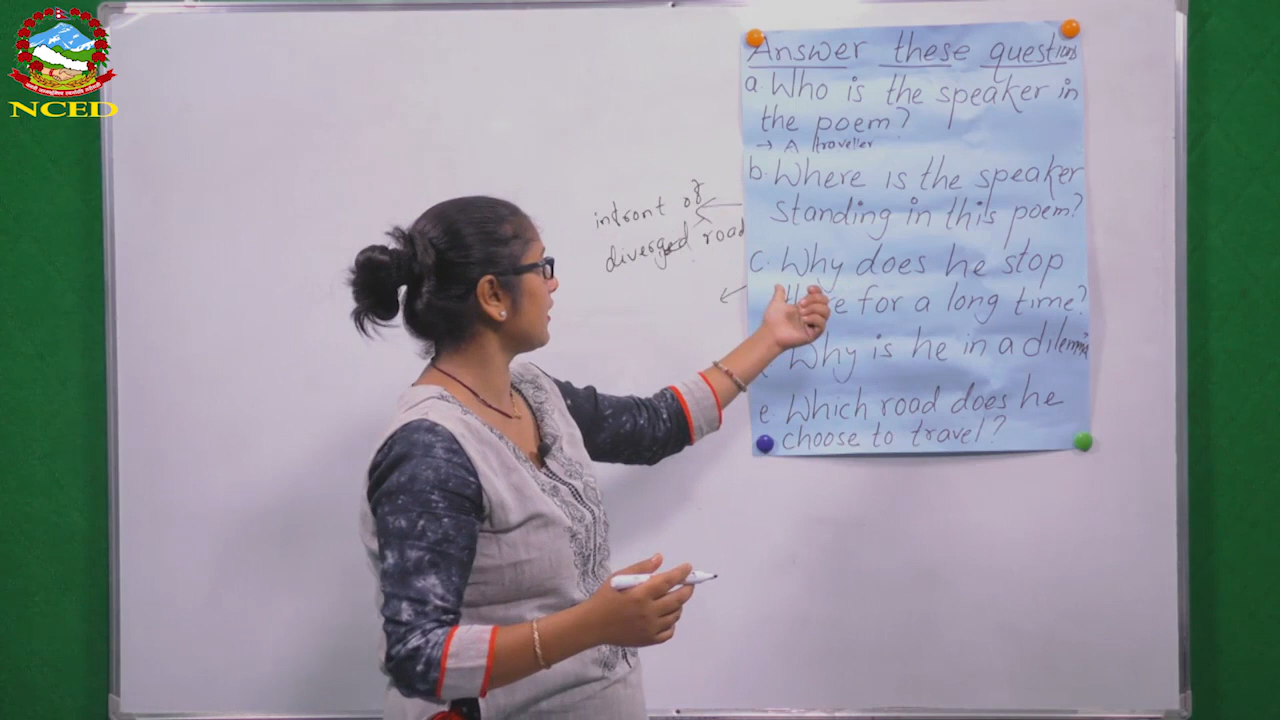 NCED
Answer these questions
a. Who is the speaker in
the poem?
→ A traveller
b. Where is the speaker
standing in this poem?
infront of
diverged road
c. Why does he stop
for a long time?
Why is he in a dilemma
e. Which road does he
choose to travel?